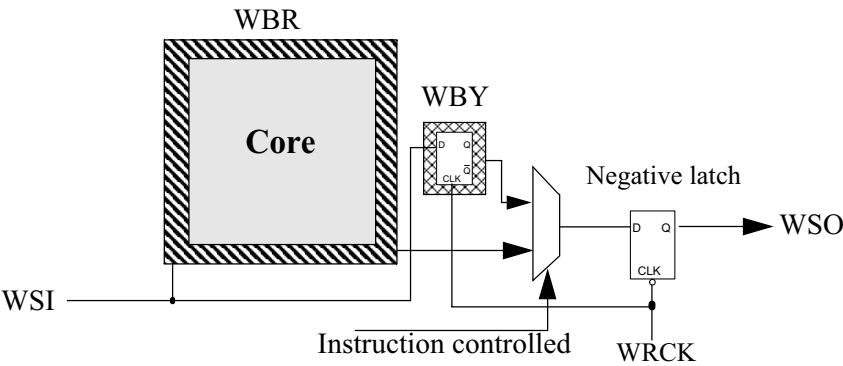 WBR
WBY
Core
D Q
Q̅
CLK
Negative latch
D Q
CLK
WSO
WSI
Instruction controlled
WRCK